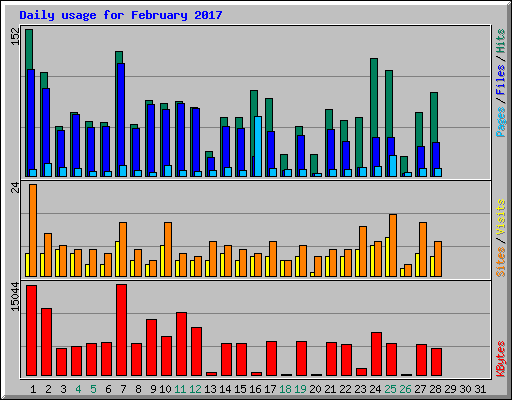 Daily usage for February 2017
152
Pages / Files / Hits
24
Sites / Visits
15044
KBytes
1 2 3 4 5 6 7 8 9 10 11 12 13 14 15 16 17 18 19 20 21 22 23 24 25 26 27 28 29 30 31